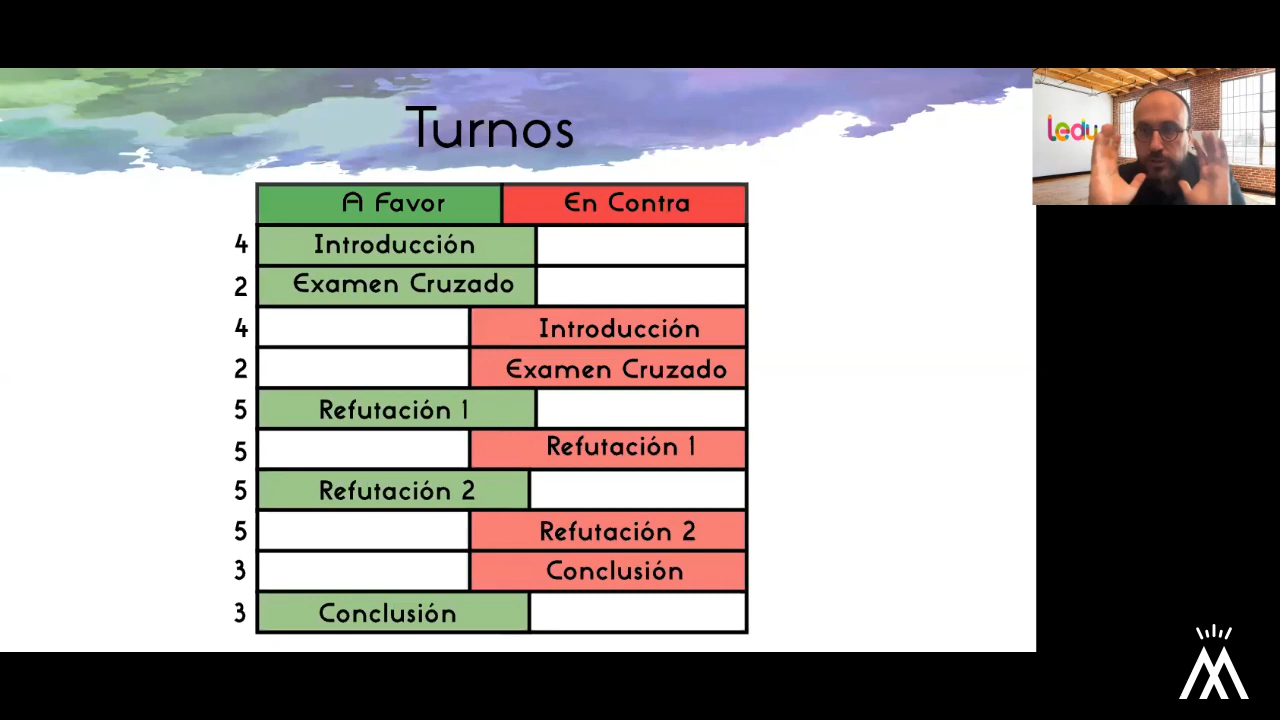 Turnos
A Favor En Contra
4 Introducción
2 Examen Cruzado
4 Introducción
2 Examen Cruzado
5 Refutación 1
5 Refutación 1
5 Refutación 2
5 Refutación 2
3 Conclusión
3 Conclusión
ledu